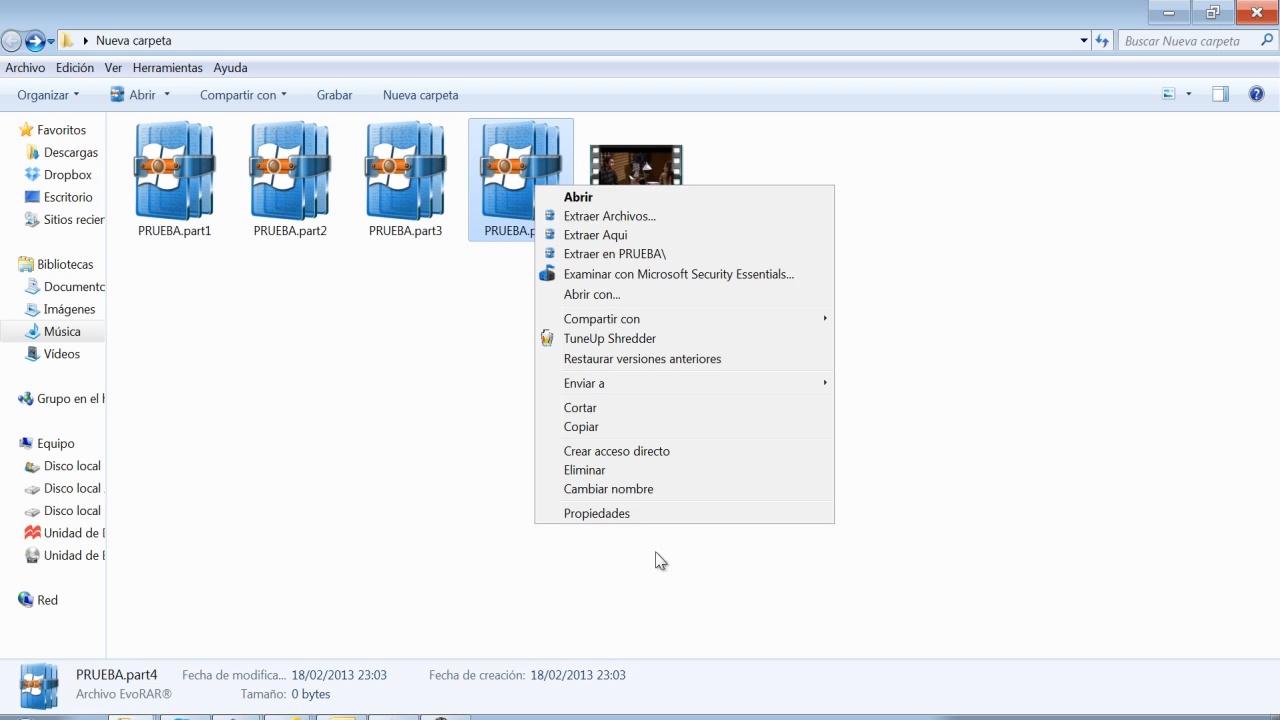 Nueva carpeta
Buscar Nueva carpeta
Archivo Edición Ver Herramientas Ayuda
Organizar Abrir Compartir con Grabar Nueva carpeta
Favoritos
Descargas
Dropbox
Escritorio
Sitios recier
Bibliotecas
Documento
Imágenes
Música
Vídeos
Grupo en el
Equipo
Disco local
Disco local
Disco local
Unidad de
Unidad de
Red
PRUEBA.part1
PRUEBA.part2
PRUEBA.part3
PRUEBA.p
Abrir
Extraer Archivos...
Extraer Aqui
Extraer en PRUEBA\
Examinar con Microsoft Security Essentials...
Abrir con...
Compartir con
TuneUp Shredder
Restaurar versiones anteriores
Enviar a
Cortar
Copiar
Crear acceso directo
Eliminar
Cambiar nombre
Propiedades
PRUEBA.part4 Fecha de modifica... 18/02/2013 23:03 Fecha de creación: 18/02/2013 23:03
Archivo EvoRAR® Tamaño: 0 bytes